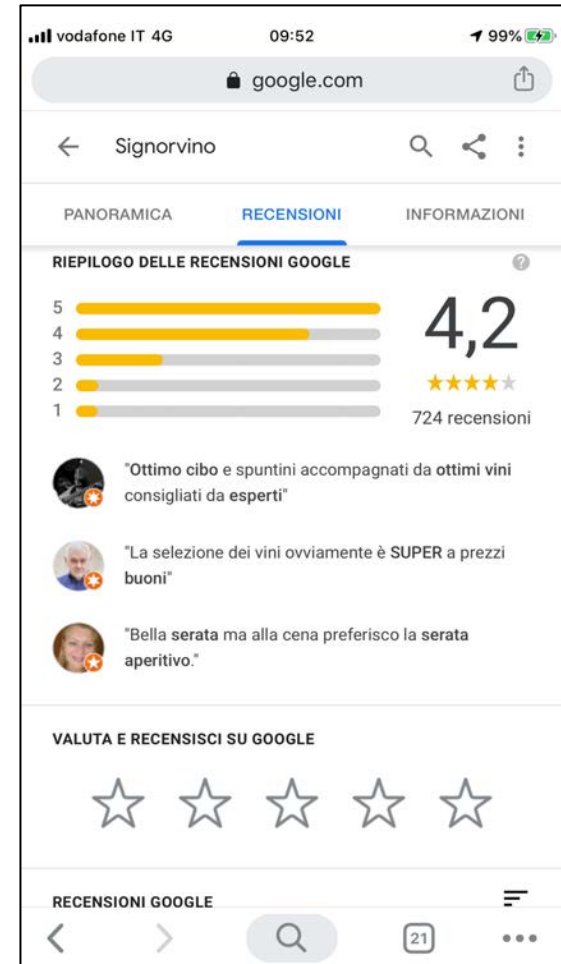 vodafone IT 4G 09:52 99%
google.com
Signorvino
PANORAMICA RECENSIONI INFORMAZIONI
RIEPILOGO DELLE RECENSIONI GOOGLE ?
5
4
3
2
1
4,2
724 recensioni
"Ottimo cibo e spuntini accompagnati da ottimi vini
consigliati da esperti"
"La selezione dei vini ovviamente è SUPER a prezzi
buoni"
"Bella serata ma alla cena preferisco la serata
aperitivo."
VALUTA E RECENSISCI SU GOOGLE
RECENSIONI GOOGLE
21